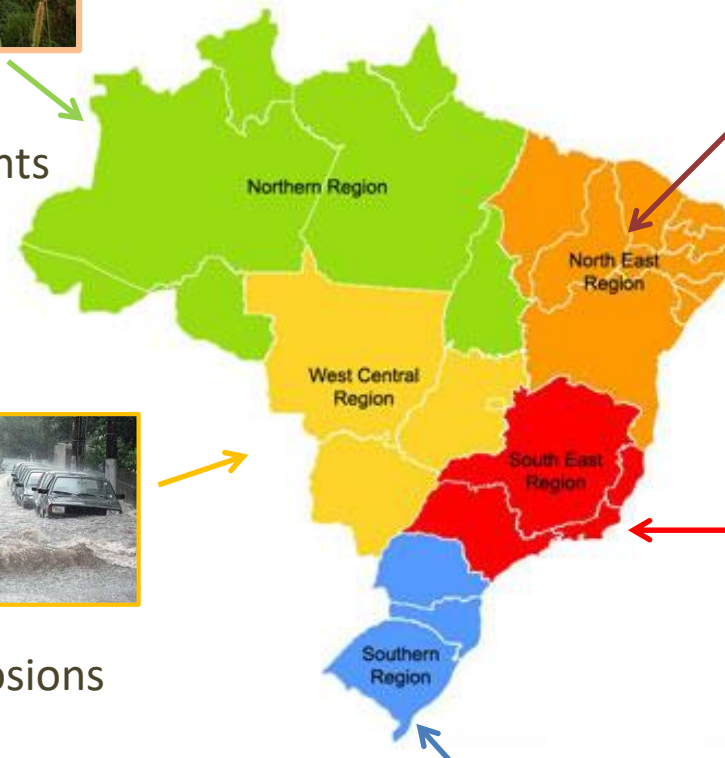 nts
Northern Region
North East
Region
West Central
Region
South East
Region
osions
Southern
Region